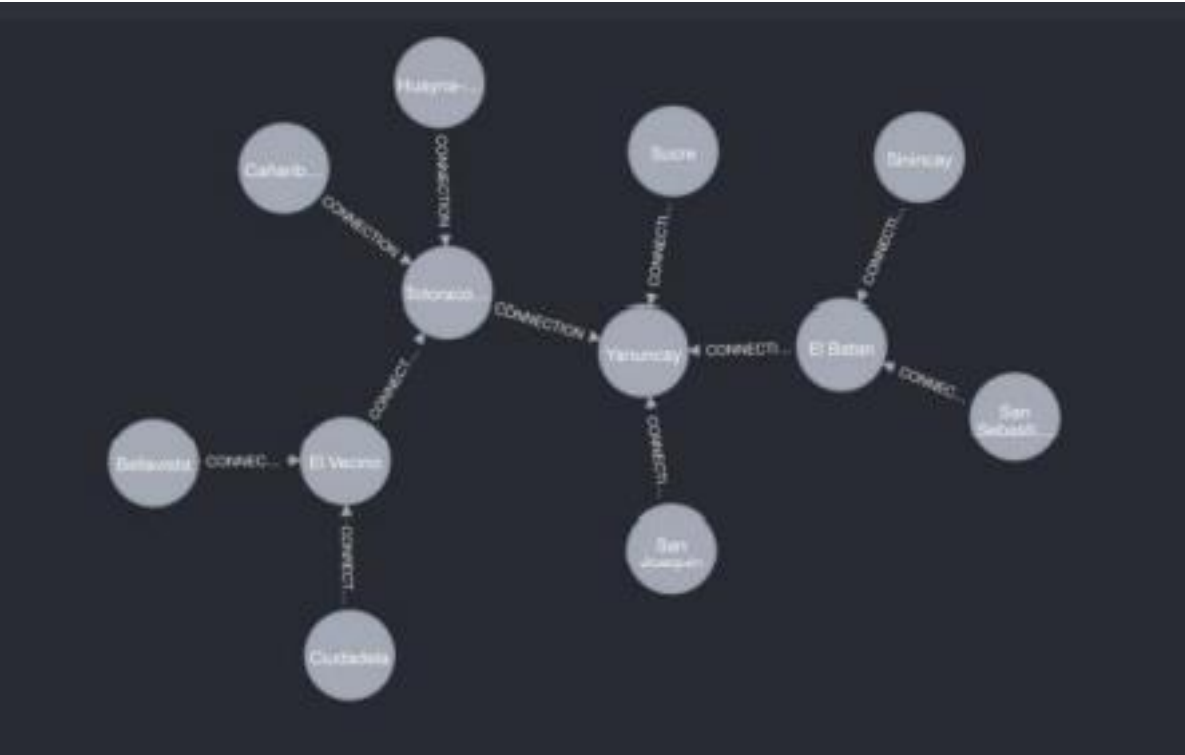 Huayna-...
Cañarib...
Sucre
Sinincay
CONNECTION
CONNECTION
CONNECTI...
CONNECTI...
Totoraco...
CONNECTION
Yanuncay
CONNECTI...
El Batan
CONNECT...
CONNEC...
San
Sebasti...
Bellavista
CONNEC...
El Vecino
CONNECTI...
CONNECT...
San
Joaquin
Ciudadela